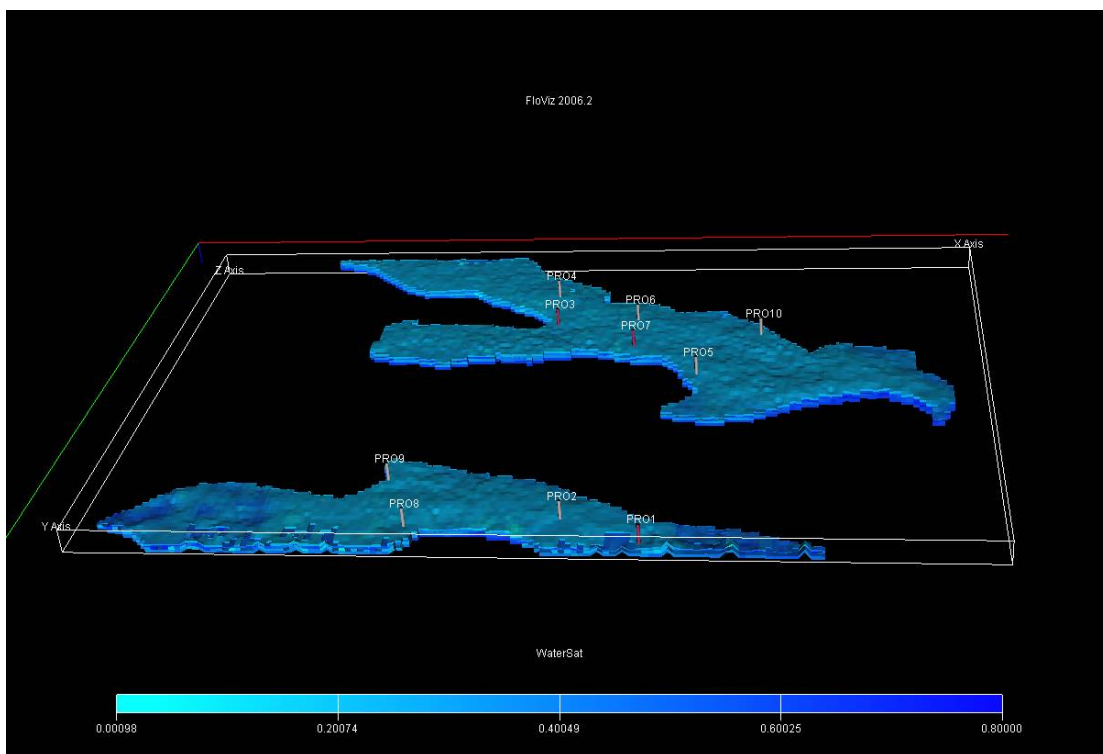 FloViz 2006.2
X Axis
Z Axis
PRO4
PRO3
PRO6
PRO10
PRO7
PRO5
PRO9
PRO8
PRO2
PRO1
Y Axis
WaterSat
0.00098 0.20074 0.40049 0.60025 0.80000